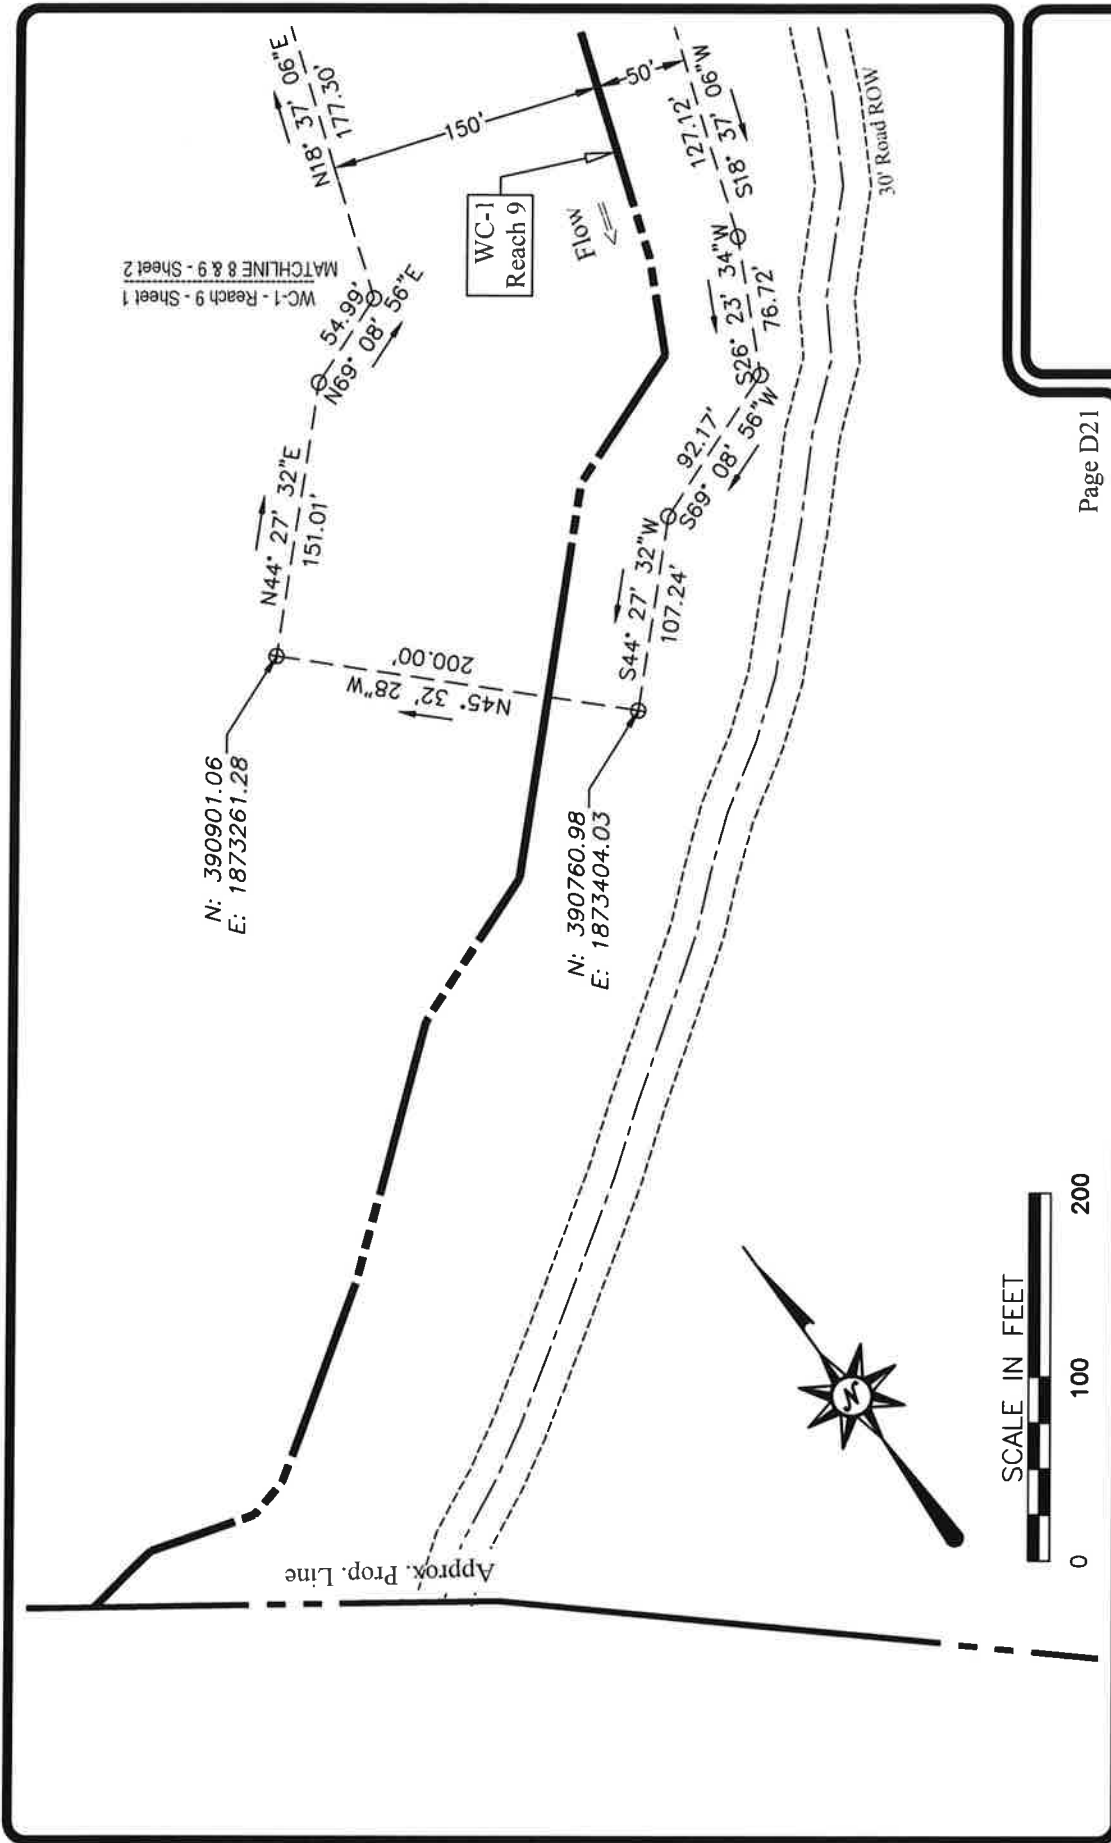 N: 390901.06
E: 1873261.28
N44° 27' 32"E
151.01'
N69° 08' 56"E
54.99'
WC-1 - Reach 9 - Sheet 1
MATCHLINE 8 & 9 - Sheet 2
N18° 37' 06"E
177.30'
150'
50'
WC-1
Reach 9
Flow
N45° 32' 28"W
200.00'
N: 390760.98
E: 1873404.03
S44° 27' 32"W
107.24'
92.17'
S69° 08' 56"W
S26° 23' 34"W
76.72'
127.12'
S18° 37' 06"W
30' Road ROW
Approx. Prop. Line
N
SCALE IN FEET
0 100 200
Page D21